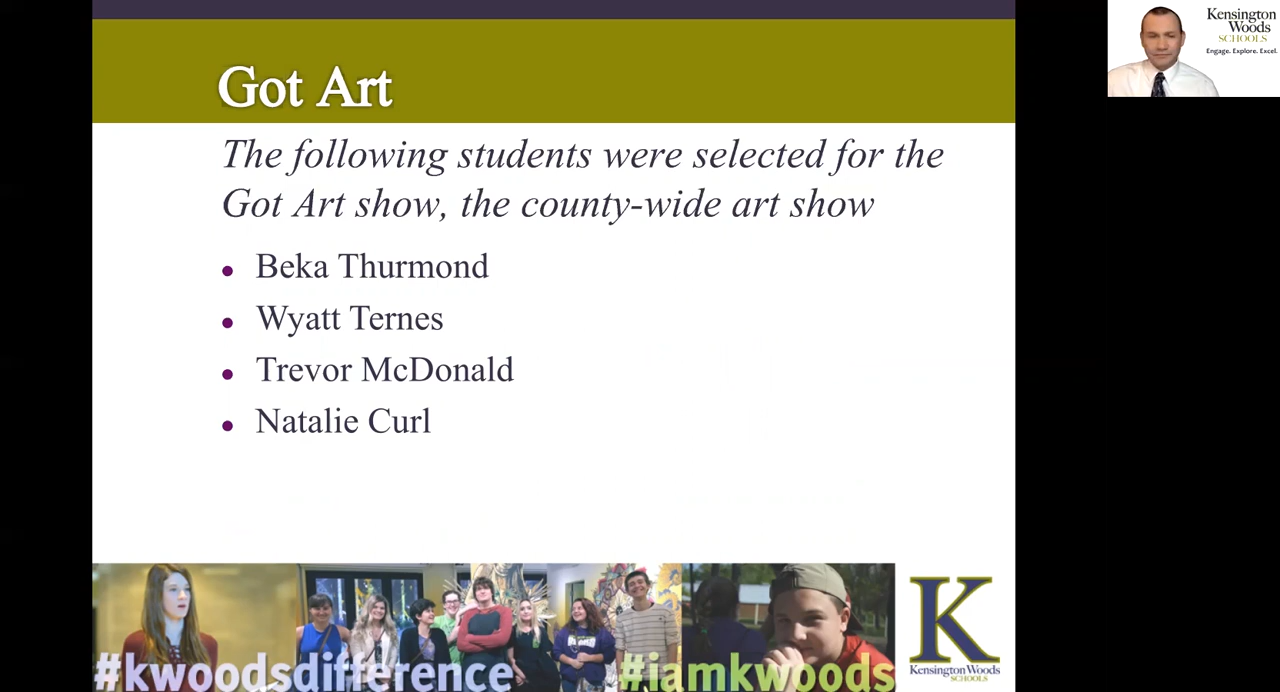 Got Art
The following students were selected for the
Got Art show, the county-wide art show
Beka Thurmond
Wyatt Ternes
Trevor McDonald
Natalie Curl
#kwoodsdifference
#iamkwoods
K
Kensington Woods
SCHOOLS
Kensington
Woods
SCHOOLS
Engage. Explore. Excel.